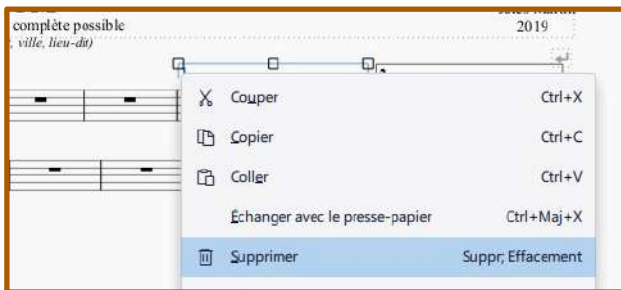 complète possible
2019
, ville, lieu-dit)
Couper Ctrl+X
Copier Ctrl+C
Coller Ctrl+V
Échanger avec le presse-papier Ctrl+Maj+X
Supprimer Suppr; Effacement